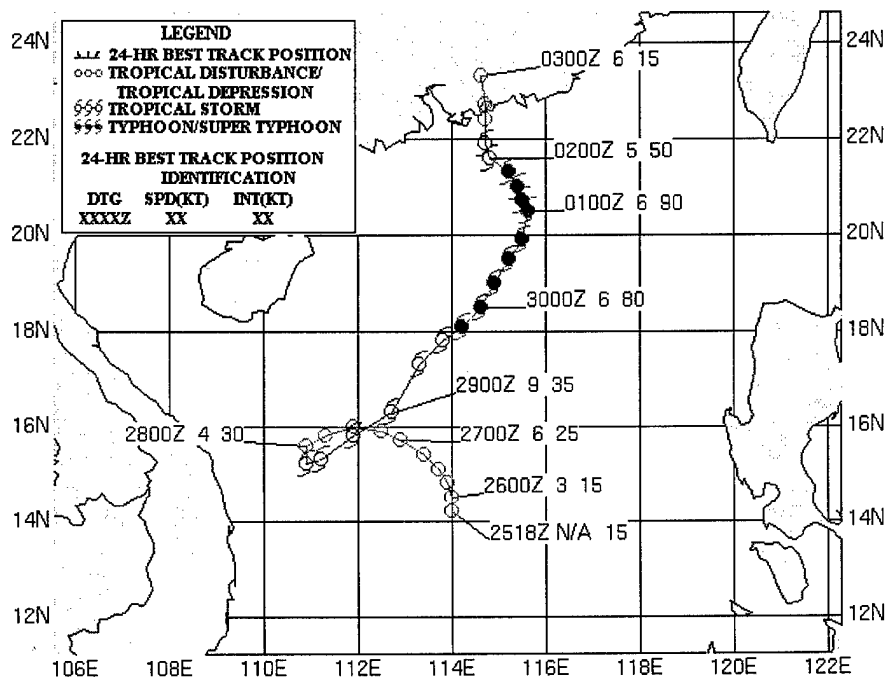 LEGEND
24-HR BEST TRACK POSITION
TROPICAL DISTURBANCE/
TROPICAL DEPRESSION
TROPICAL STORM
TYPHOON/SUPER TYPHOON
24-HR BEST TRACK POSITION
IDENTIFICATION
DTG SPD(KT) INT(KT)
XXXXZ XX XX
24N 24N
0300Z 6 15
22N 22N
0200Z 5 50
0100Z 6 90
20N 20N
3000Z 6 80
18N 18N
2900Z 9 35
16N 16N
2800Z 4 30 2700Z 6 25
2600Z 3 15
14N 14N
2518Z N/A 15
12N 12N
106E 108E 110E 112E 114E 116E 118E 120E 122E